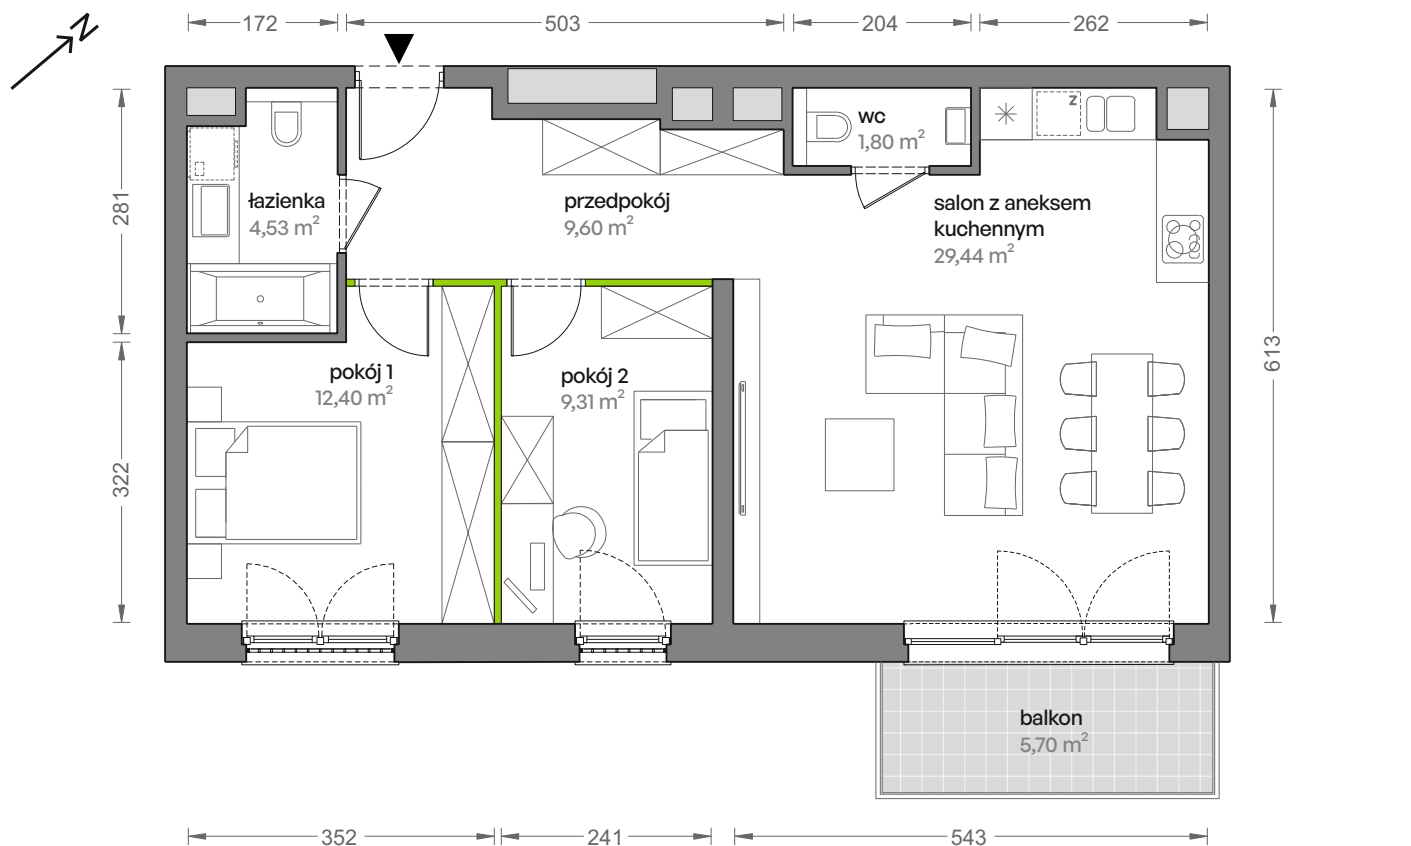 172
503
204
262
N
281
322
613
łazienka
4,53 m²
przedpokój
9,60 m²
wc
1,80 m²
z
salon z aneksem
kuchennym
29,44 m²
pokój 1
12,40 m²
pokój 2
9,31 m²
balkon
5,70 m²
352
241
543